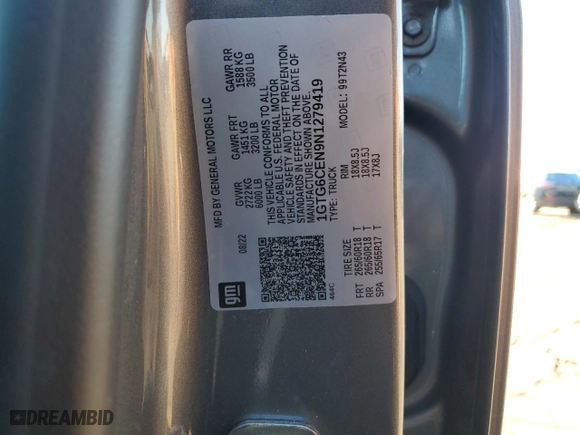 MFD BY GENERAL MOTORS LLC
08/22
GVWR
2722 KG
6000 LB
GAWR FRT
1451 KG
3200 LB
GAWR RR
1588 KG
3500 LB
THIS VEHICLE CONFORMS TO ALL
APPLICABLE U.S. FEDERAL MOTOR
VEHICLE SAFETY AND THEFT PREVENTION
STANDARDS IN EFFECT ON THE DATE OF
MANUFACTURE SHOWN ABOVE.
1GTG6CEN9N1279419
TYPE: TRUCK
MODEL: 99T2N43
gm
464C
TIRE SIZE RIM
FRT 265/60R18 T 18X8.5J
RR 265/60R18 T 18X8.5J
SPA 255/65R17 T 17X8J
DREAMBID